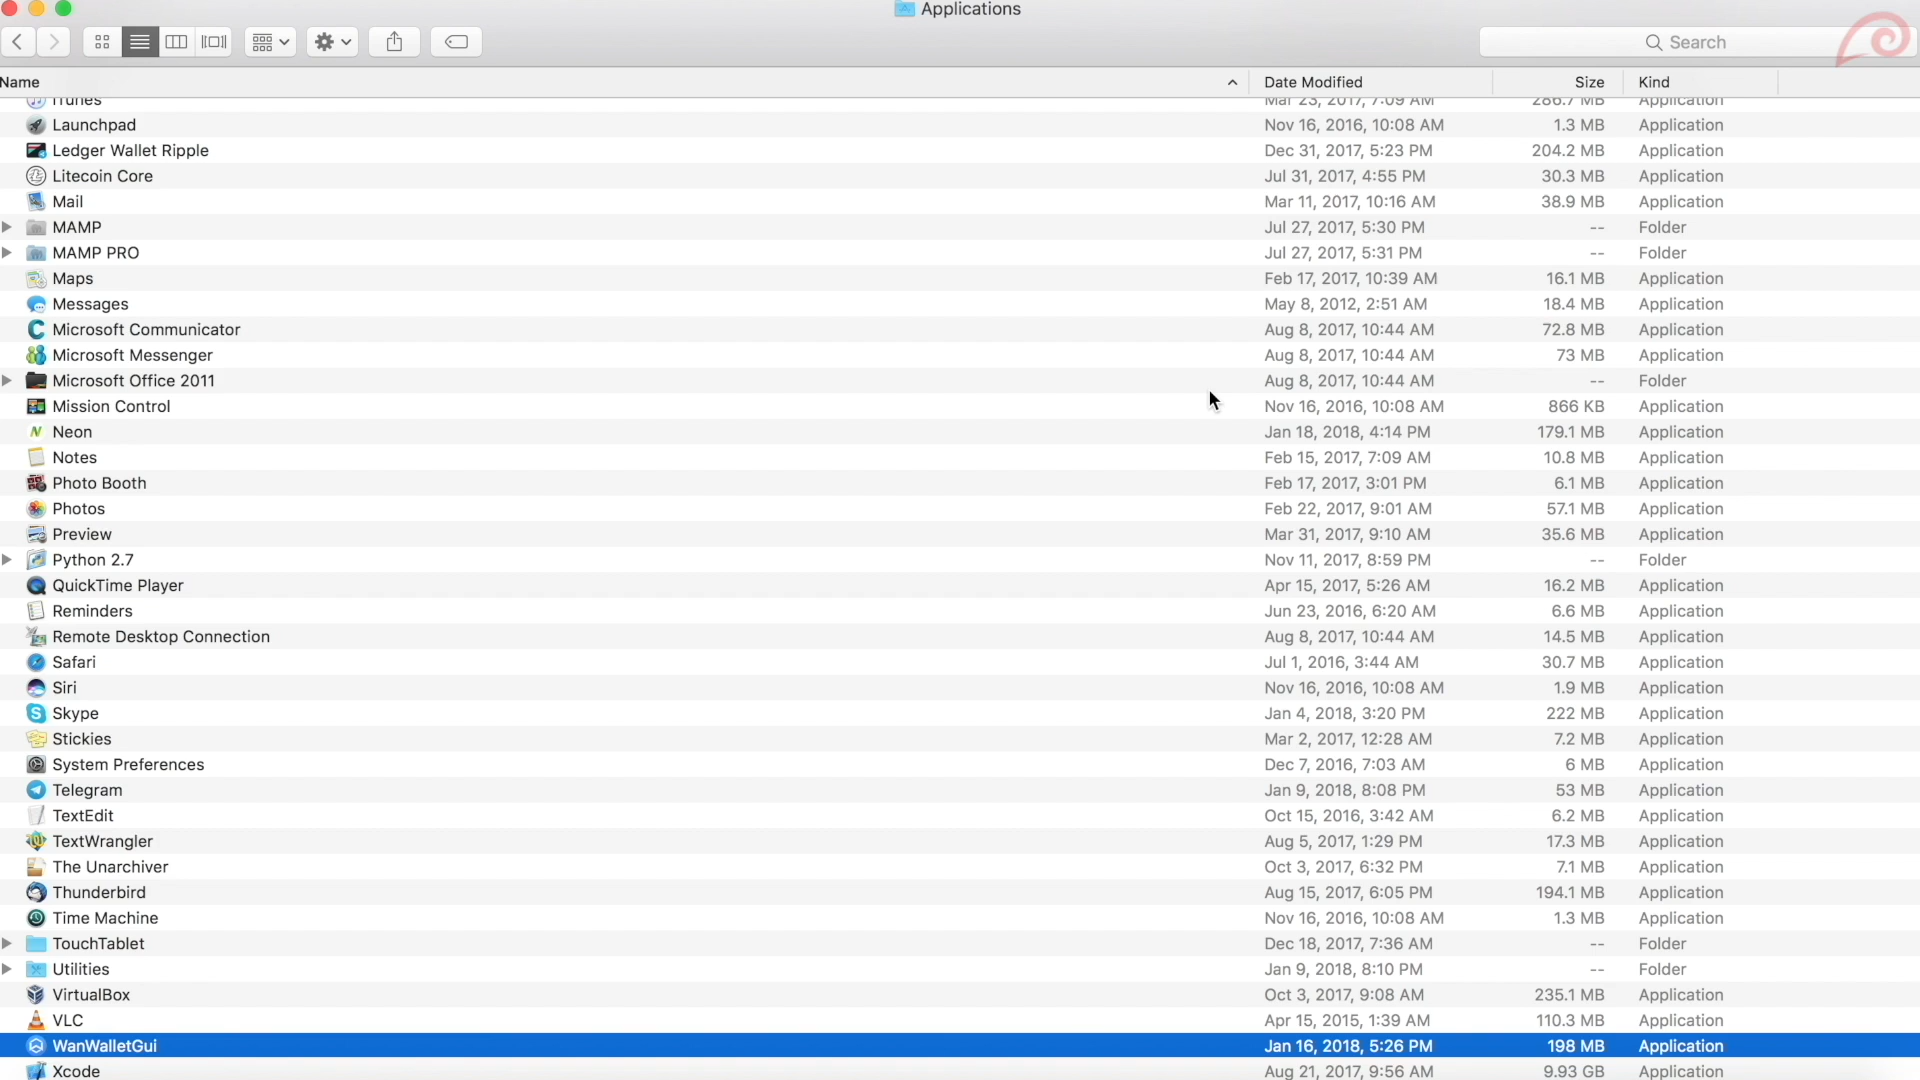 Applications
Search
Name Date Modified Size Kind
iTunes Mar 23, 2017, 7:09 AM 286.7 MB Application
Launchpad Nov 16, 2016, 10:08 AM 1.3 MB Application
Ledger Wallet Ripple Dec 31, 2017, 5:23 PM 204.2 MB Application
Litecoin Core Jul 31, 2017, 4:55 PM 30.3 MB Application
Mail Mar 11, 2017, 10:16 AM 38.9 MB Application
MAMP Jul 27, 2017, 5:30 PM -- Folder
MAMP PRO Jul 27, 2017, 5:31 PM -- Folder
Maps Feb 17, 2017, 10:39 AM 16.1 MB Application
Messages May 8, 2012, 2:51 AM 18.4 MB Application
Microsoft Communicator Aug 8, 2017, 10:44 AM 72.8 MB Application
Microsoft Messenger Aug 8, 2017, 10:44 AM 73 MB Application
Microsoft Office 2011 Aug 8, 2017, 10:44 AM -- Folder
Mission Control Nov 16, 2016, 10:08 AM 866 KB Application
Neon Jan 18, 2018, 4:14 PM 179.1 MB Application
Notes Feb 15, 2017, 7:09 AM 10.8 MB Application
Photo Booth Feb 17, 2017, 3:01 PM 6.1 MB Application
Photos Feb 22, 2017, 9:01 AM 57.1 MB Application
Preview Mar 31, 2017, 9:10 AM 35.6 MB Application
Python 2.7 Nov 11, 2017, 8:59 PM -- Folder
QuickTime Player Apr 15, 2017, 5:26 AM 16.2 MB Application
Reminders Jun 23, 2016, 6:20 AM 6.6 MB Application
Remote Desktop Connection Aug 8, 2017, 10:44 AM 14.5 MB Application
Safari Jul 1, 2016, 3:44 AM 30.7 MB Application
Siri Nov 16, 2016, 10:08 AM 1.9 MB Application
Skype Jan 4, 2018, 3:20 PM 222 MB Application
Stickies Mar 2, 2017, 12:28 AM 7.2 MB Application
System Preferences Dec 7, 2016, 7:03 AM 6 MB Application
Telegram Jan 9, 2018, 8:08 PM 53 MB Application
TextEdit Oct 15, 2016, 3:42 AM 6.2 MB Application
TextWrangler Aug 5, 2017, 1:29 PM 17.3 MB Application
The Unarchiver Oct 3, 2017, 6:32 PM 7.1 MB Application
Thunderbird Aug 15, 2017, 6:05 PM 194.1 MB Application
Time Machine Nov 16, 2016, 10:08 AM 1.3 MB Application
TouchTablet Dec 18, 2017, 7:36 AM -- Folder
Utilities Jan 9, 2018, 8:10 PM -- Folder
VirtualBox Oct 3, 2017, 9:08 AM 235.1 MB Application
VLC Apr 15, 2015, 1:39 AM 110.3 MB Application
WanWalletGui Jan 16, 2018, 5:26 PM 198 MB Application
Xcode Aug 21, 2017, 9:56 AM 9.93 GB Application